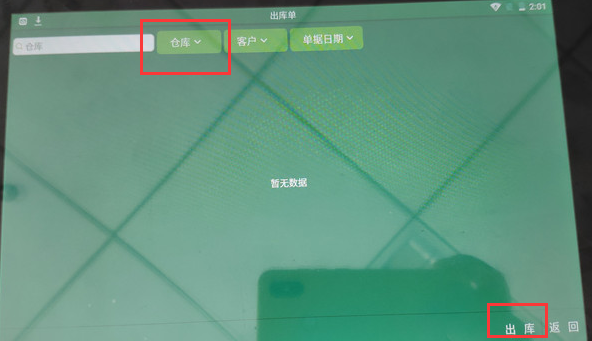 出库单
2:01
仓库 仓库 客户 单据日期
暂无数据
出库 返回